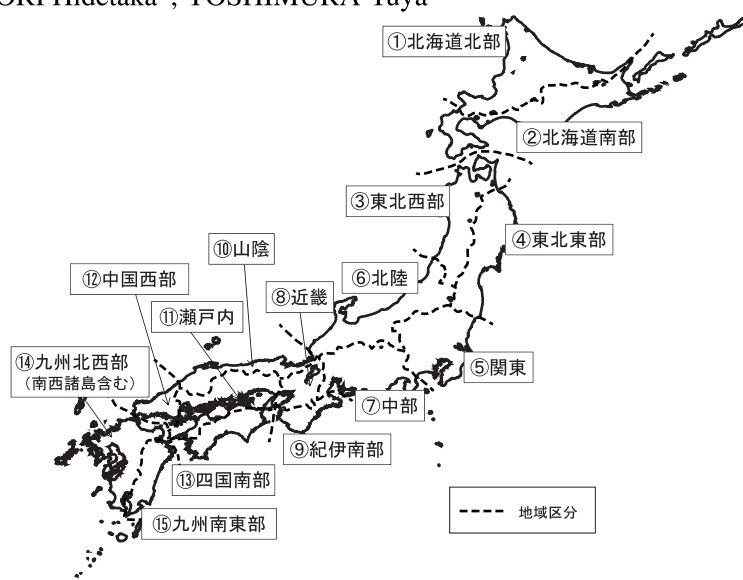 ORI Hidetaka , YOSHIMURA Yuya
①北海道北部
②北海道南部
③東北西部
④東北東部
⑩山陰
⑫中国西部
⑥北陸
⑧近畿
⑪瀬戸内
⑭九州北西部
（南西諸島含む）
⑤関東
⑦中部
⑨紀伊南部
⑬四国南部
⑮九州南東部
地域区分